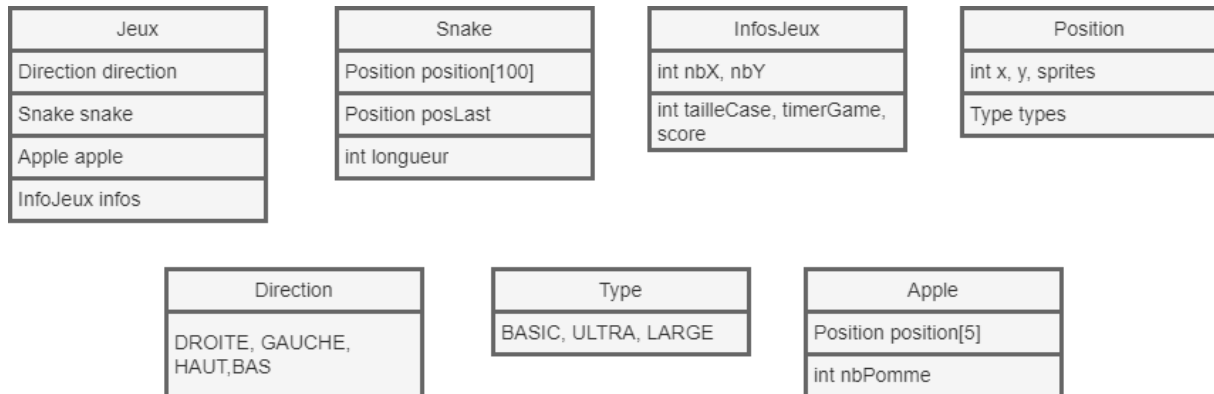 Jeux
Direction direction
Snake snake
Apple apple
InfoJeux infos
Snake
Position position[100]
Position posLast
int longueur
InfosJeux
int nbX, nbY
int tailleCase, timerGame,
score
Position
int x, y, sprites
Type types
Direction
DROITE, GAUCHE,
HAUT,BAS
Type
BASIC, ULTRA, LARGE
Apple
Position position[5]
int nbPomme